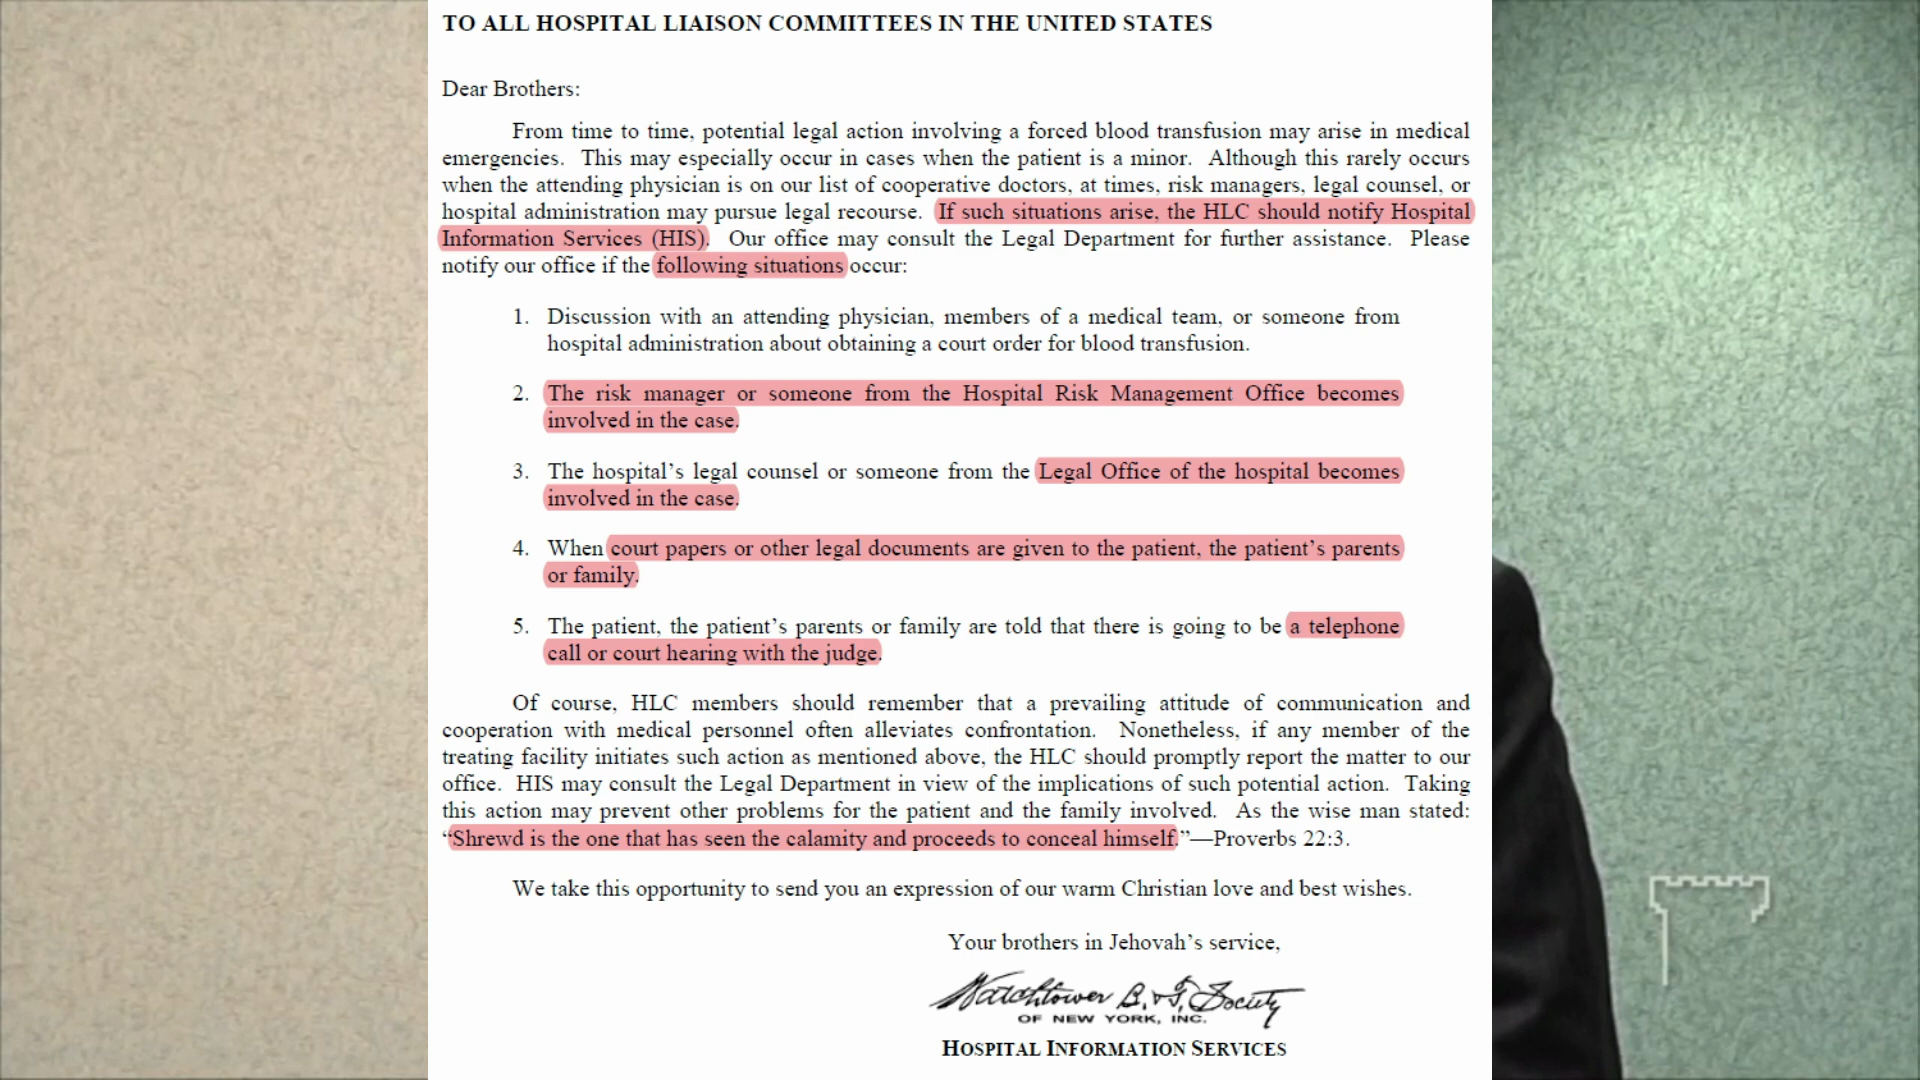 TO ALL HOSPITAL LIAISON COMMITTEES IN THE UNITED STATES
Dear Brothers:
From time to time, potential legal action involving a forced blood transfusion may arise in medical
emergencies. This may especially occur in cases when the patient is a minor. Although this rarely occurs
when the attending physician is on our list of cooperative doctors, at times, risk managers, legal counsel, or
hospital administration may pursue legal recourse. If such situations arise, the HLC should notify Hospital
Information Services (HIS). Our office may consult the Legal Department for further assistance. Please
notify our office if the following situations occur:
1. Discussion with an attending physician, members of a medical team, or someone from
hospital administration about obtaining a court order for blood transfusion.
2. The risk manager or someone from the Hospital Risk Management Office becomes
involved in the case.
3. The hospital’s legal counsel or someone from the Legal Office of the hospital becomes
involved in the case.
4. When court papers or other legal documents are given to the patient, the patient’s parents
or family.
5. The patient, the patient’s parents or family are told that there is going to be a telephone
call or court hearing with the judge.
Of course, HLC members should remember that a prevailing attitude of communication and
cooperation with medical personnel often alleviates confrontation. Nonetheless, if any member of the
treating facility initiates such action as mentioned above, the HLC should promptly report the matter to our
office. HIS may consult the Legal Department in view of the implications of such potential action. Taking
this action may prevent other problems for the patient and the family involved. As the wise man stated:
“Shrewd is the one that has seen the calamity and proceeds to conceal himself.”—Proverbs 22:3.
We take this opportunity to send you an expression of our warm Christian love and best wishes.
Your brothers in Jehovah’s service,
Watchtower B. & T. Society
OF NEW YORK, INC.
HOSPITAL INFORMATION SERVICES